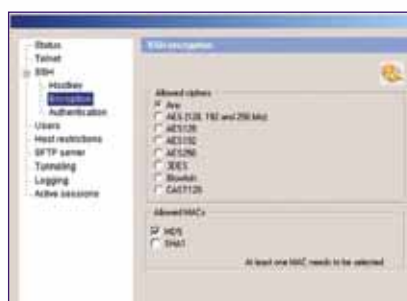 Status
Telnet
SSH
Hostkey
Encryption
Authentication
Users
Host restrictions
SFTP server
Tunneling
Logging
Active sessions
SSH encryption
Allowed ciphers
Any
AES (128, 192 and 256 bits)
AES128
AES192
AES256
3DES
Blowfish
CAST128
Allowed MACs
MD5
SHA1
At least one MAC needs to be selected